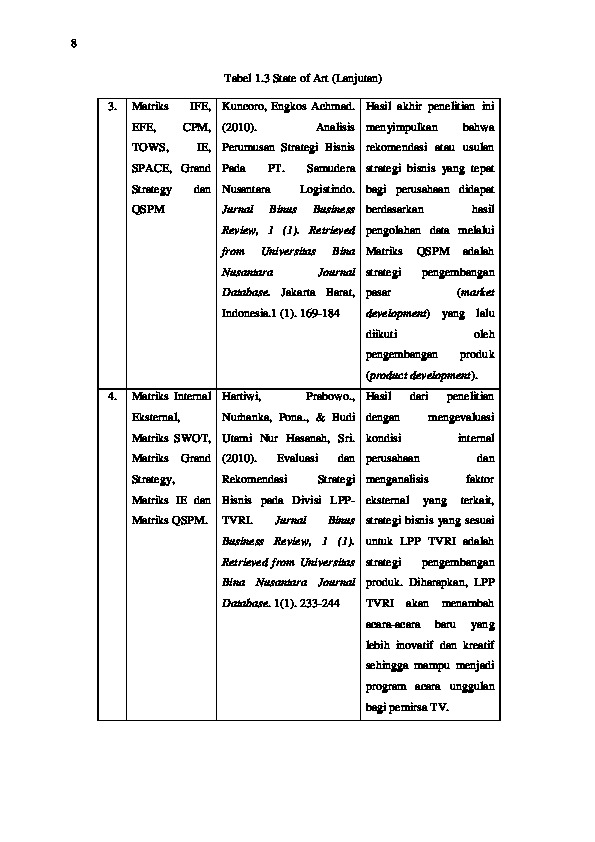 8
Tabel 1.3 State of Art (Lanjutan)
3.
Matriks IFE,
EFE, CPM,
TOWS, IE,
SPACE, Grand
Strategy dan
QSPM
Kuncoro, Engkos Achmad.
(2010). Analisis
Perumusan Strategi Bisnis
Pada PT. Samudera
Nusantara Logistindo.
Jurnal Binus Business
Review, 1 (1). Retrieved
from Universitas Bina
Nusantara Journal
Database. Jakarta Barat,
Indonesia.1 (1). 169-184
Hasil akhir penelitian ini
menyimpulkan bahwa
rekomendasi atau usulan
strategi bisnis yang tepat
bagi perusahaan didapat
berdasarkan hasil
pengolahan data melalui
Matriks QSPM adalah
strategi pengembangan
pasar (market
development) yang lalu
diikuti oleh
pengembangan produk
(product development).
4.
Matriks Internal
Eksternal,
Matriks SWOT,
Matriks Grand
Strategy,
Matriks IE dan
Matriks QSPM.
Hartiwi, Prabowo.,
Nurhanka, Pona., & Budi
Utami Nur Hasanah, Sri.
(2010). Evaluasi dan
Rekomendasi Strategi
Bisnis pada Divisi LPP-
TVRI. Jurnal Binus
Business Review, 1 (1).
Retrieved from Universitas
Bina Nusantara Journal
Database. 1(1). 233-244
Hasil dari penelitian
dengan mengevaluasi
kondisi internal
perusahaan dan
menganalisis faktor
eksternal yang terkait,
strategi bisnis yang sesuai
untuk LPP TVRI adalah
strategi pengembangan
produk. Diharapkan, LPP
TVRI akan menambah
acara-acara baru yang
lebih inovatif dan kreatif
sehingga mampu menjadi
program acara unggulan
bagi pemirsa TV.